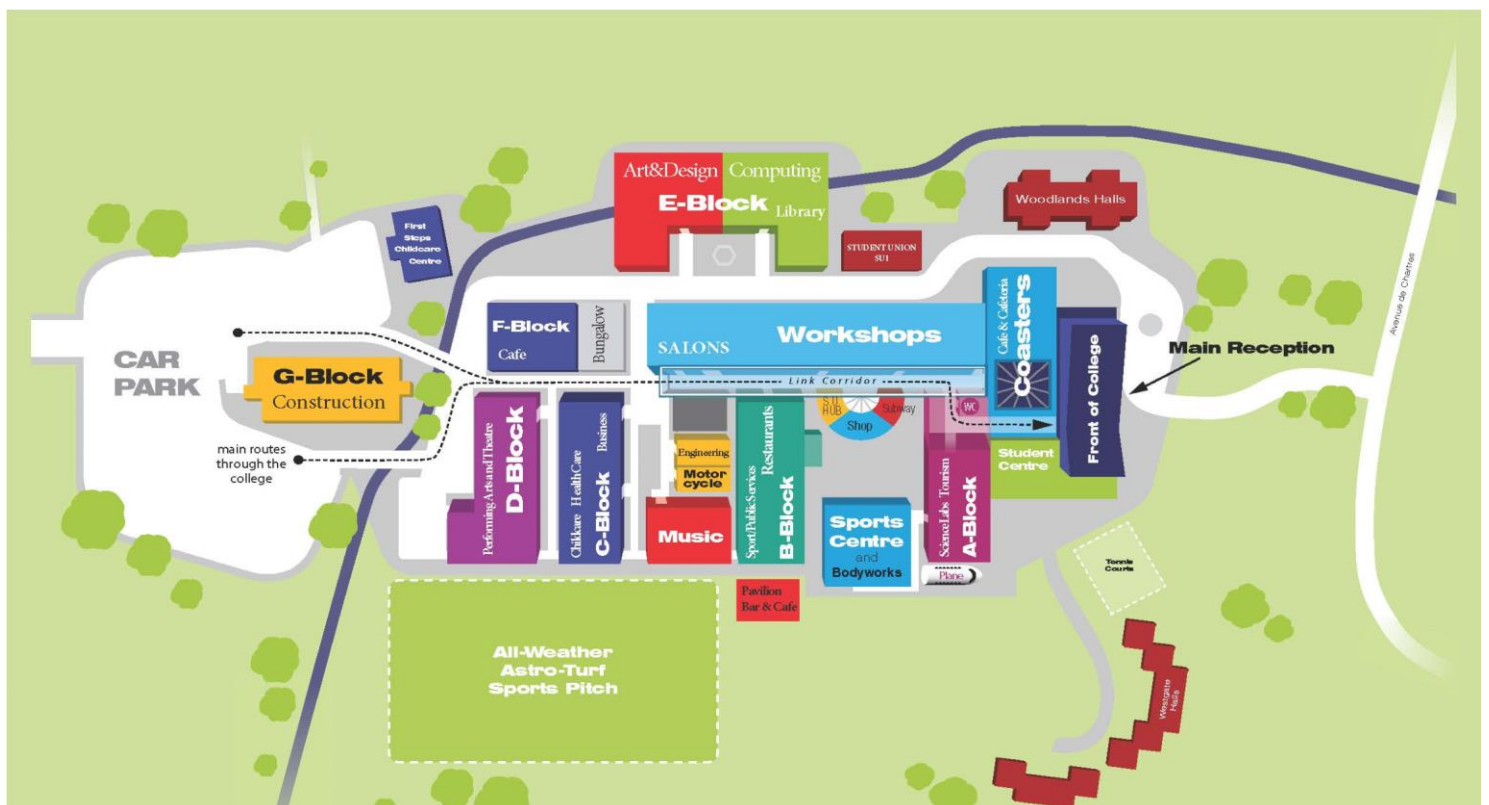 Art&Design
Computing
E-Block
Library
Woodlands Halls
First
Steps
Childcare
Centre
STUDENT UNION
SU1
Avenue de Chartres
F-Block
Cafe
Bungalow
SALONS
Workshops
Cafe & Cafeteria
Coasters
Main Reception
CAR
PARK
G-Block
Construction
Link Corridor
S.U.
HUB
Subway
Shop
WC
Front of College
main routes
through the
college
Performing Arts and Theatre
D-Block
Childcare Health Care Business
C-Block
Engineering
Motor
cycle
Music
Sport/Public Services Restaurants
B-Block
Student
Centre
Science Labs Tourism
A-Block
Sports
Centre
and
Bodyworks
Plane
Tennis
Courts
Pavilion
Bar & Cafe
All-Weather
Astro-Turf
Sports Pitch
Westgate
Halls